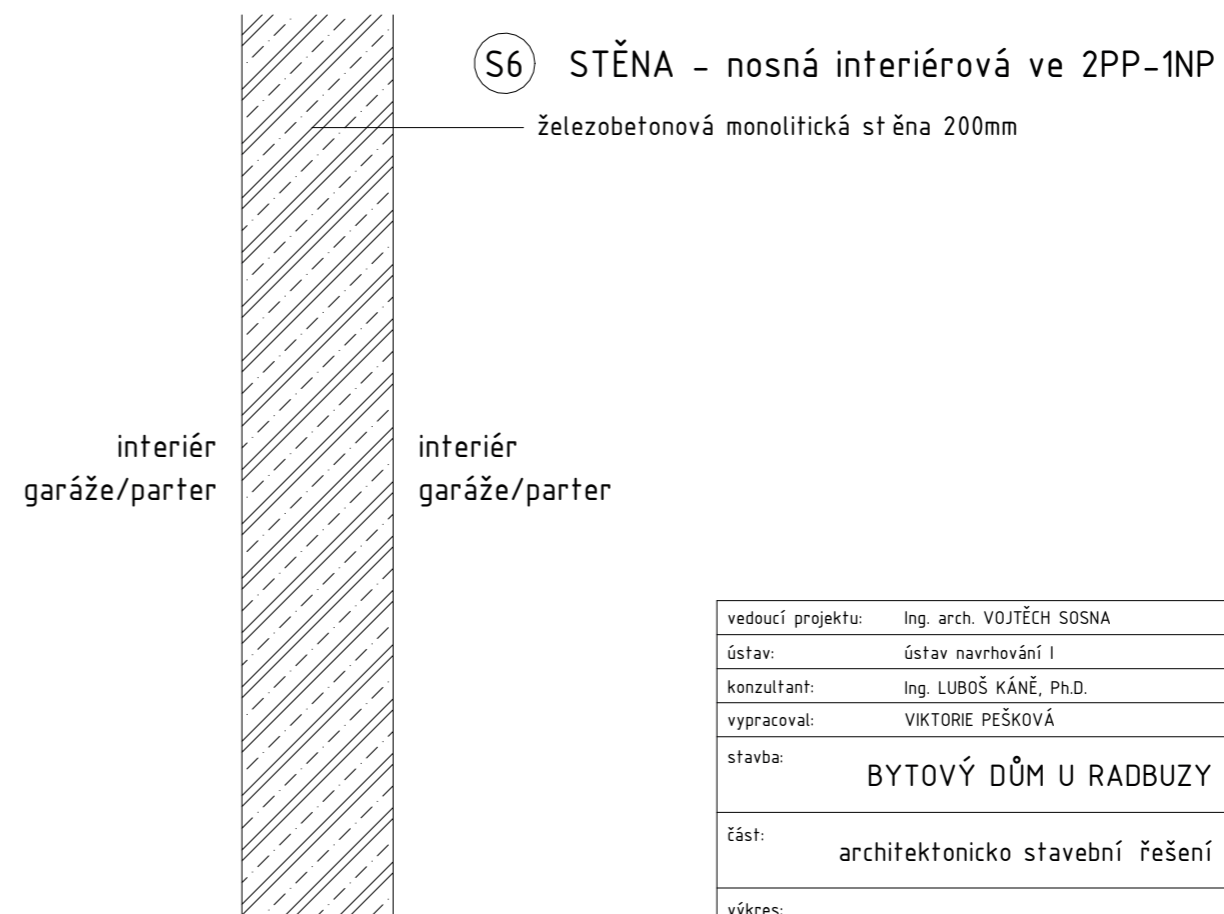 S6 STĚNA - nosná interiérová ve 2PP-1NP
železobetonová monolitická stěna 200mm
interiér
garáže/parter
interiér
garáže/parter
vedoucí projektu: Ing. arch. VOJTĚCH SOSNA
ústav: ústav navrhování I
konzultant: Ing. LUBOŠ KÁNĚ, Ph.D.
vypracoval: VIKTORIE PEŠKOVÁ
stavba: BYTOVÝ DŮM U RADBUZY
část: architektonicko stavební řešení
výkres: